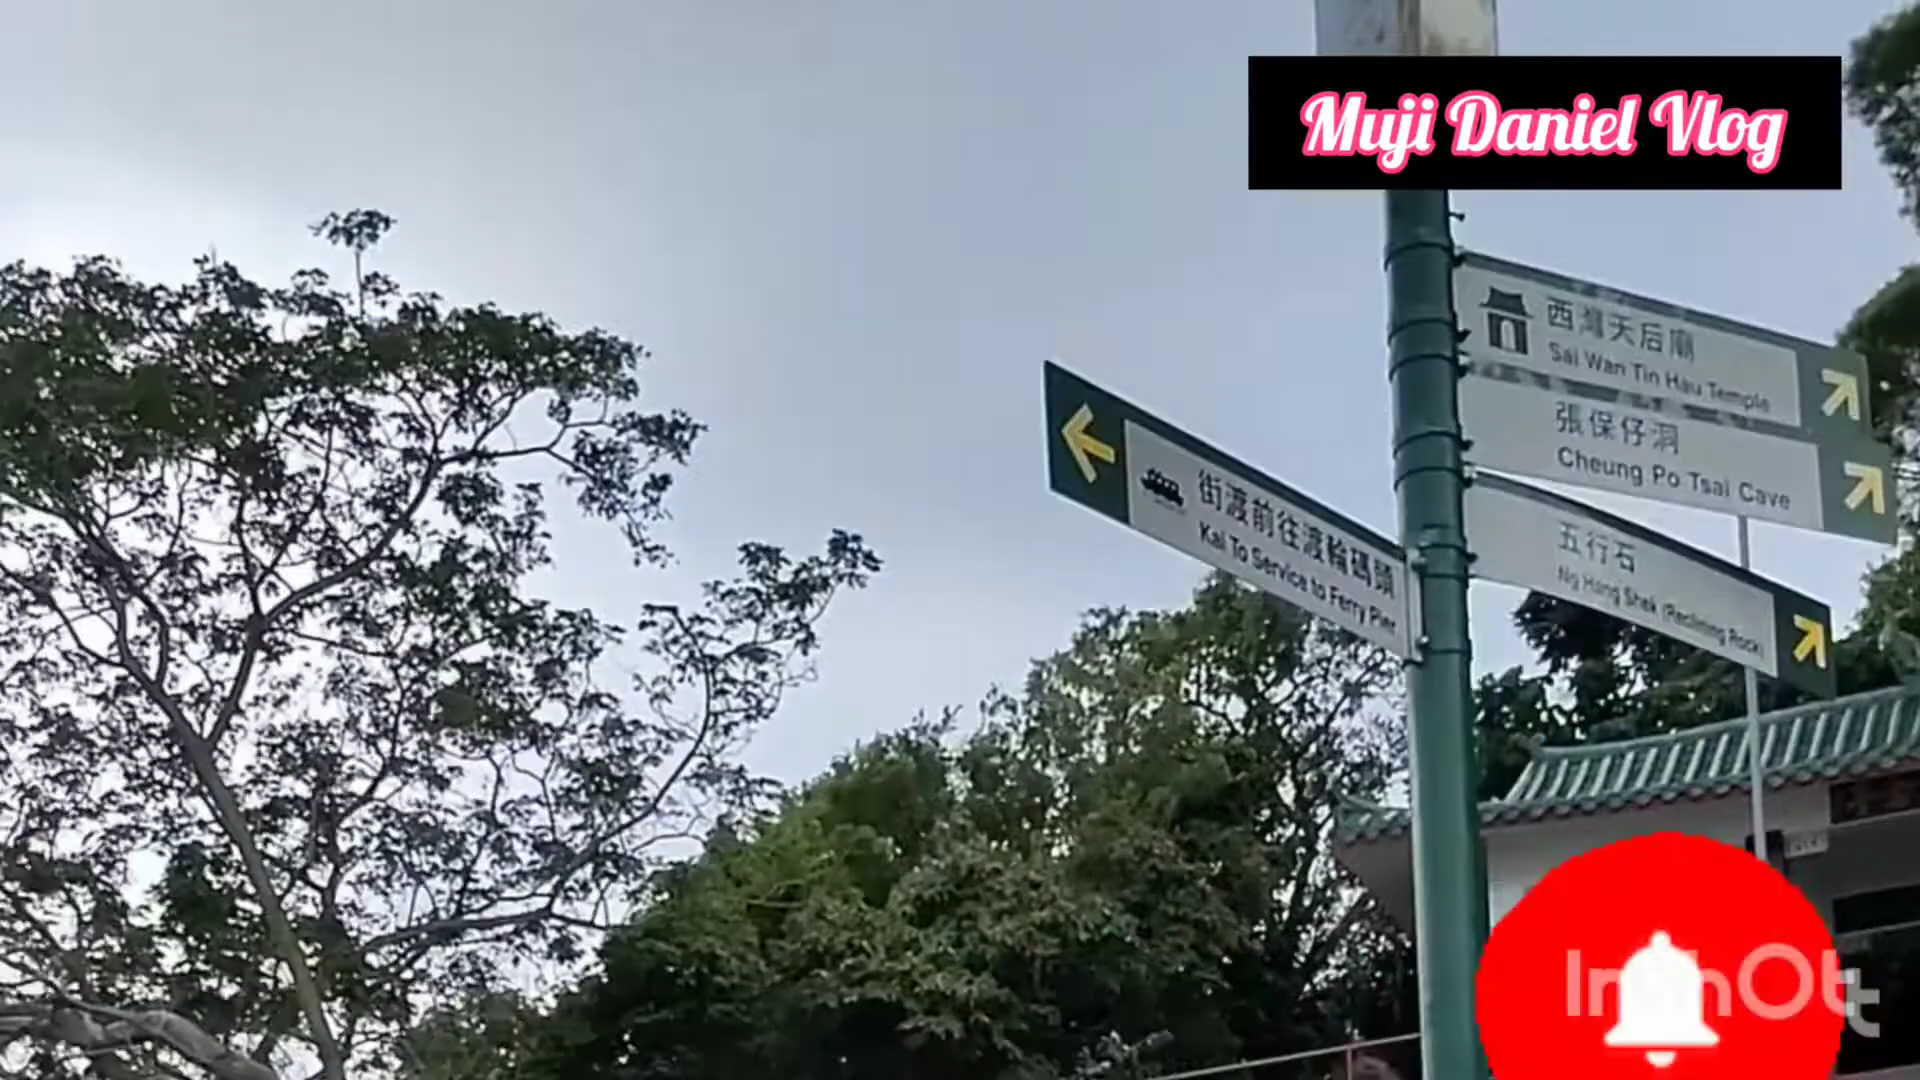 Muji Daniel Vlog
西灣天后廟
Sai Wan Tin Hau Temple
張保仔洞
Cheung Po Tsai Cave
街渡前往渡輪碼頭
Kai To Service to Ferry Pier
五行石
Ng Hang Shek (Reclining Rock)